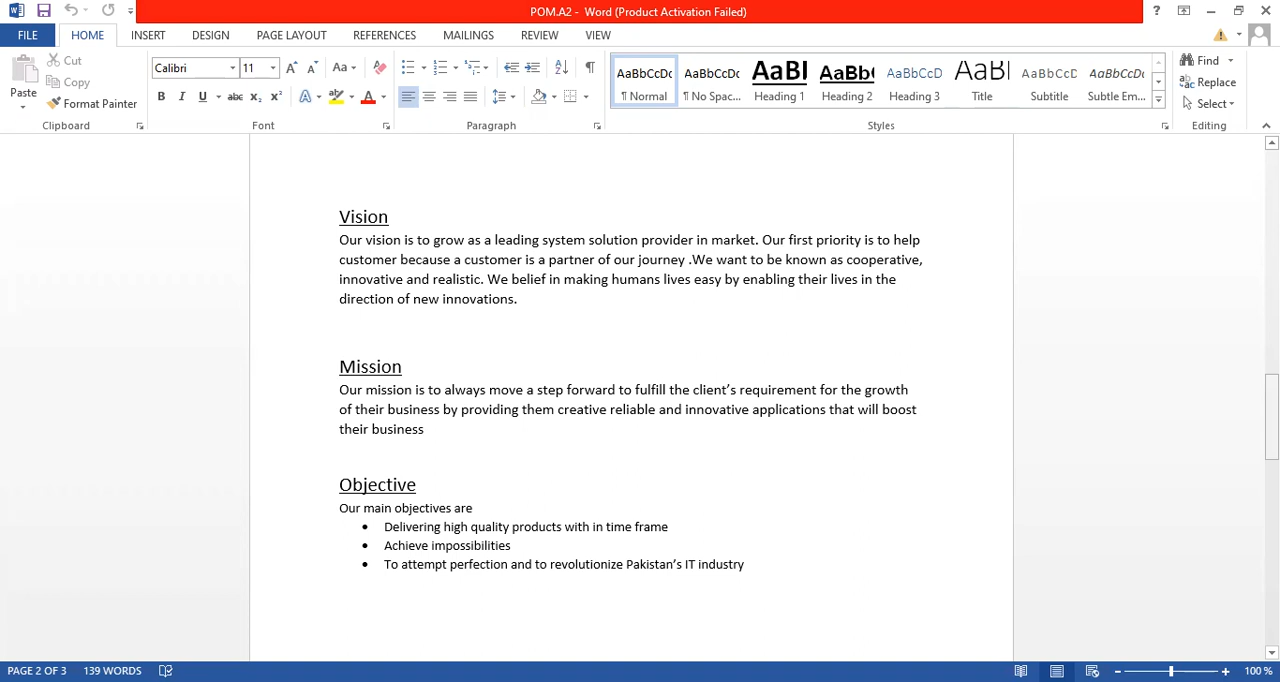 POM.A2 - Word (Product Activation Failed)
FILE HOME INSERT DESIGN PAGE LAYOUT REFERENCES MAILINGS REVIEW VIEW
Cut
Copy
Format Painter
Paste
Clipboard
Calibri 11
Font
Paragraph
AaBbCcDc AaBbCcDc AaBl AaBb( AaBbCcD AaBl AaBbCcD AaBbCcDc
¶ Normal ¶ No Spac... Heading 1 Heading 2 Heading 3 Title Subtitle Subtle Em...
Styles
Find
Replace
Select
Editing
Vision
Our vision is to grow as a leading system solution provider in market. Our first priority is to help
customer because a customer is a partner of our journey .We want to be known as cooperative,
innovative and realistic. We belief in making humans lives easy by enabling their lives in the
direction of new innovations.
Mission
Our mission is to always move a step forward to fulfill the client’s requirement for the growth
of their business by providing them creative reliable and innovative applications that will boost
their business
Objective
Our main objectives are
• Delivering high quality products with in time frame
• Achieve impossibilities
• To attempt perfection and to revolutionize Pakistan’s IT industry
PAGE 2 OF 3 139 WORDS
100 %